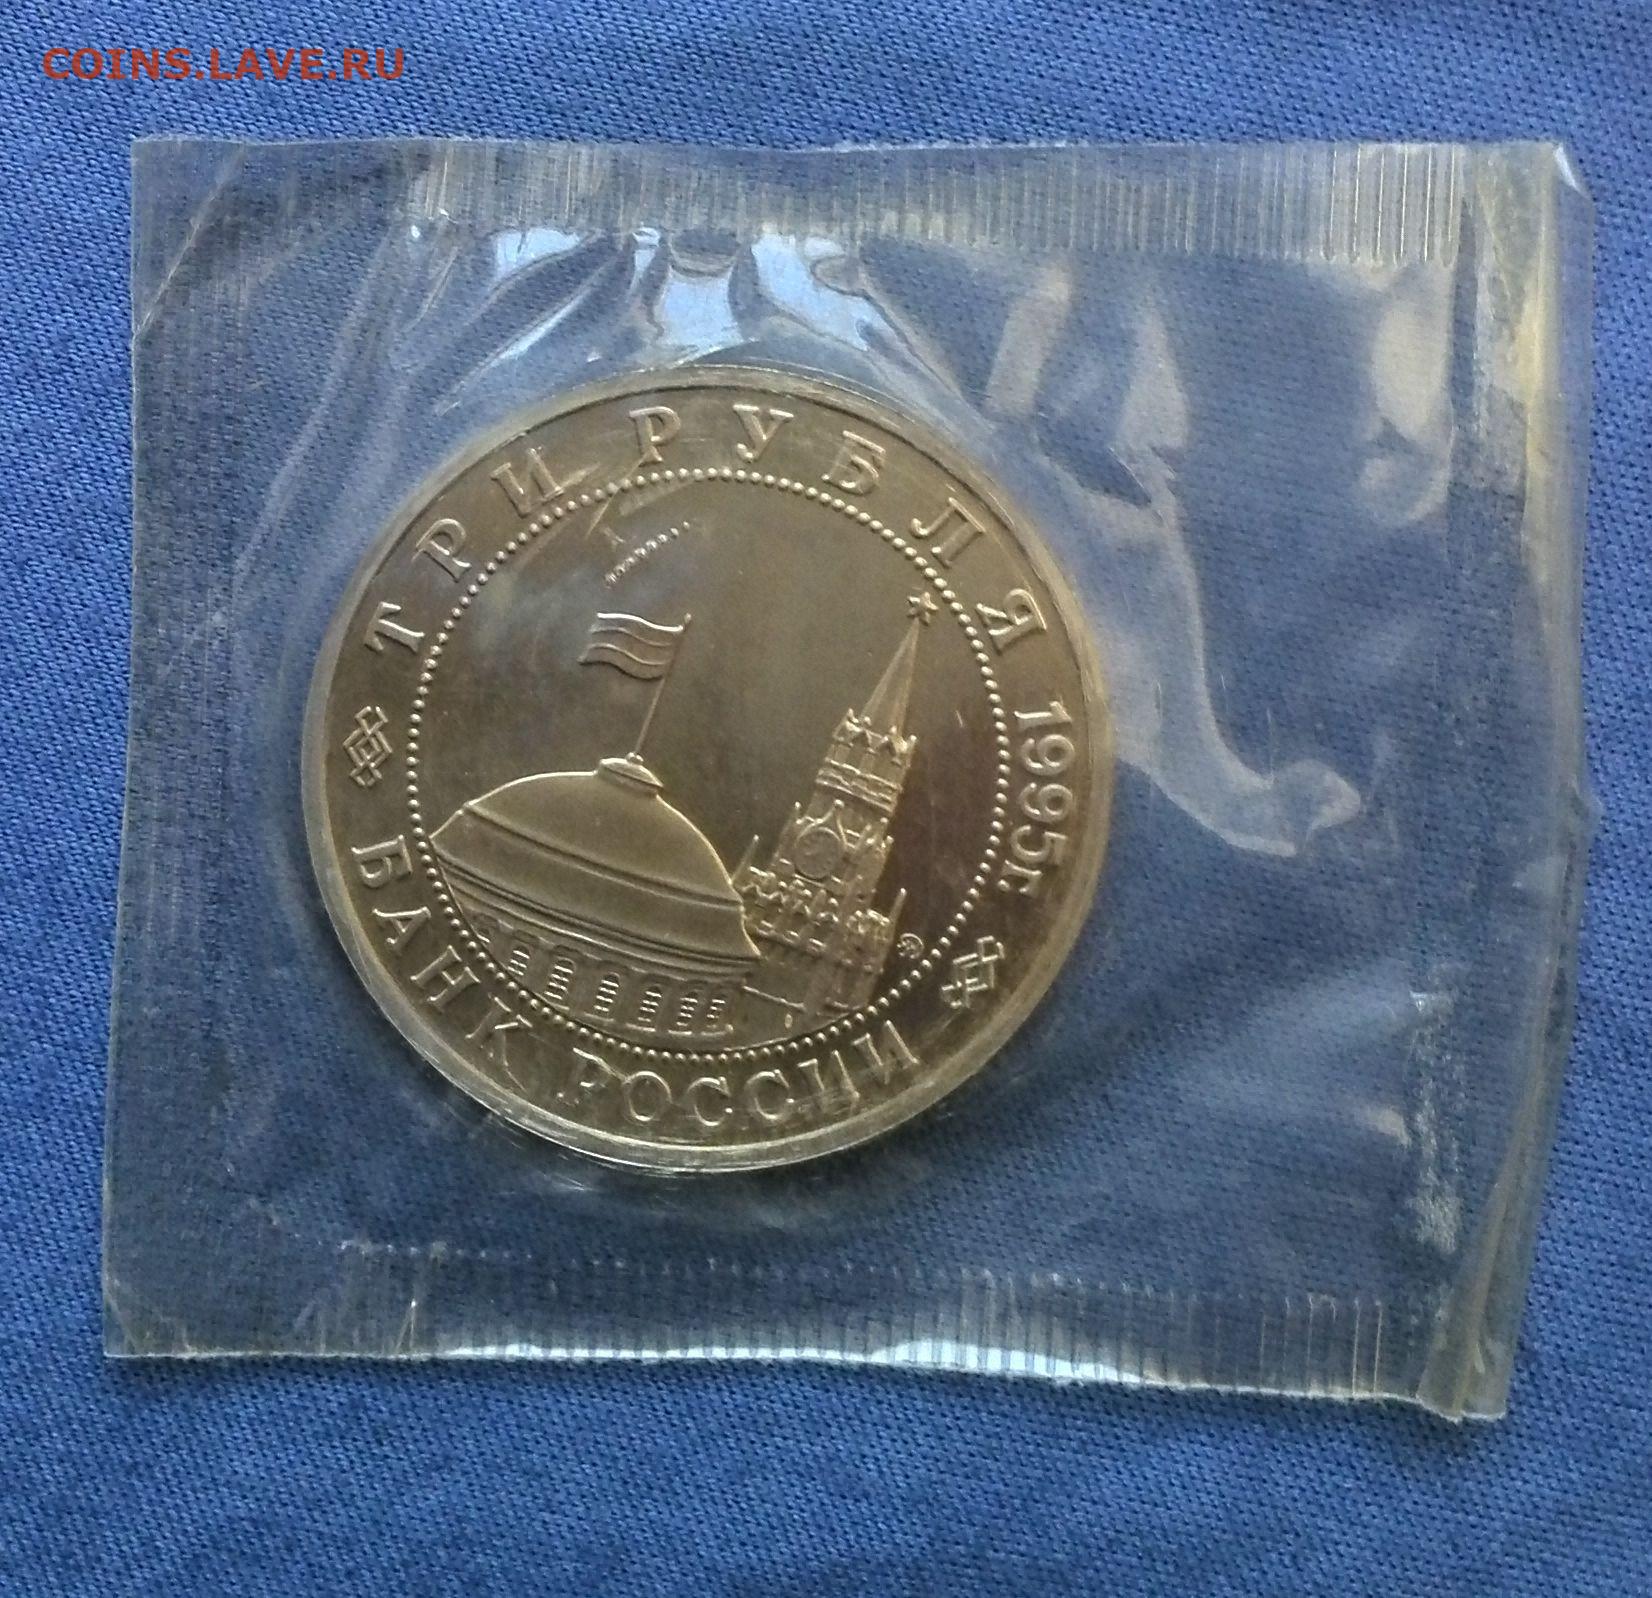 COINS.LAVE.RU
ТРИ РУБЛЯ 1995г.
БАНК РОССИИ